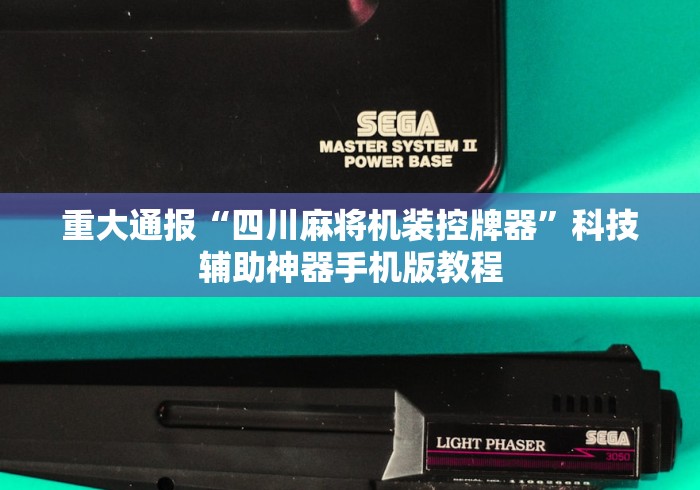 SEGA
MASTER SYSTEM II
POWER BASE
重大通报“四川麻将机装控牌器”科技
辅助神器手机版教程
LIGHT PHASER
SEGA
3050